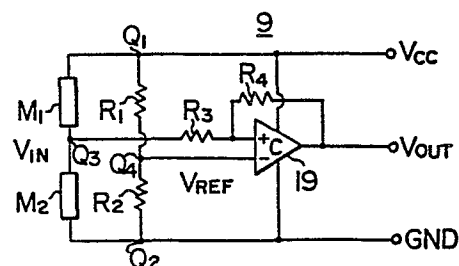 9
Q1
VCC
M1
R1
R3
R4
VIN
Q3
+
C
-
VOUT
Q4
VREF
19
M2
R2
GND
Q2